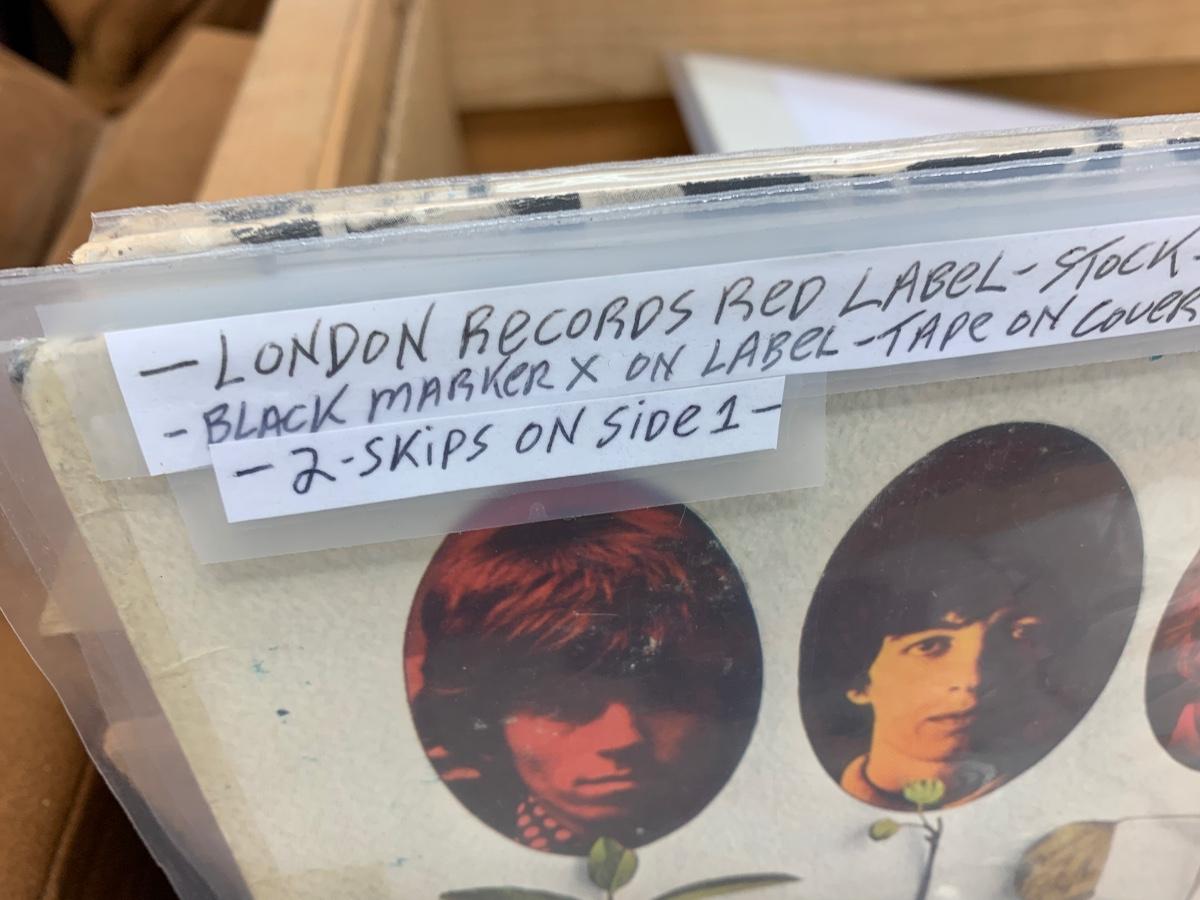 - LONDON RECORDS RED LABEL - STOCK -
- BLACK MARKER X ON LABEL - TAPE ON COVER
- 2 - SKIPS ON SIDE 1 -